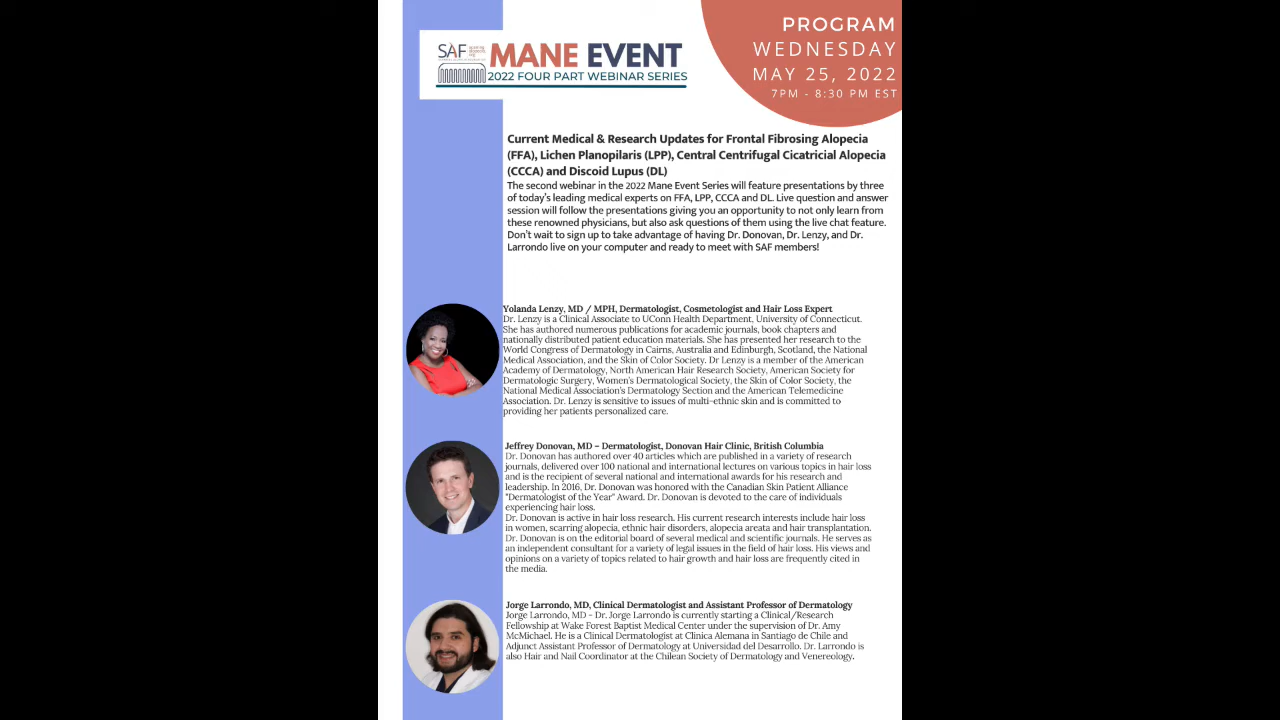 PROGRAM
WEDNESDAY
MAY 25, 2022
7PM - 8:30 PM EST
SAF
MANE EVENT
2022 FOUR PART WEBINAR SERIES
Current Medical & Research Updates for Frontal Fibrosing Alopecia
(FFA), Lichen Planopilaris (LPP), Central Centrifugal Cicatricial Alopecia
(CCCA) and Discoid Lupus (DL)
The second webinar in the 2022 Mane Event Series will feature presentations by three
of today's leading medical experts on FFA, LPP, CCCA and DL. Live question and answer
session will follow the presentations giving you an opportunity to not only learn from
these renowned physicians, but also ask questions of them using the live chat feature.
Don't wait to sign up to take advantage of having Dr. Donovan, Dr. Lenzy, and Dr.
Larrondo live on your computer and ready to meet with SAF members!
Yolanda Lenzy, MD / MPH, Dermatologist, Cosmetologist and Hair Loss Expert
Dr. Lenzy is a Clinical Associate to UConn Health Department, University of Connecticut.
She has authored numerous publications for academic journals, book chapters and
nationally distributed patient education materials. She has presented her research to the
World Congress of Dermatology in Cairns, Australia and Edinburgh, Scotland, the National
Medical Association, and the Skin of Color Society. Dr Lenzy is a member of the American
Academy of Dermatology, North American Hair Research Society, American Society for
Dermatologic Surgery, Women's Dermatological Society, the Skin of Color Society, the
National Medical Association's Dermatology Section and the American Telemedicine
Association. Dr. Lenzy is sensitive to issues of multi-ethnic skin and is committed to
providing her patients personalized care.
Jeffrey Donovan, MD – Dermatologist, Donovan Hair Clinic, British Columbia
Dr. Donovan has authored over 40 articles which are published in a variety of research
journals, delivered over 100 national and international lectures on various topics in hair loss
and is the recipient of several national and international awards for his research and
leadership. In 2016, Dr. Donovan was honored with the Canadian Skin Patient Alliance
"Dermatologist of the Year" Award. Dr. Donovan is devoted to the care of individuals
experiencing hair loss.
Dr. Donovan is active in hair loss research. His current research interests include hair loss
in women, scarring alopecia, ethnic hair disorders, alopecia areata and hair transplantation.
Dr. Donovan is on the editorial board of several medical and scientific journals. He serves as
an independent consultant for a variety of legal issues in the field of hair loss. His views and
opinions on a variety of topics related to hair growth and hair loss are frequently cited in
the media.
Jorge Larrondo, MD, Clinical Dermatologist and Assistant Professor of Dermatology
Jorge Larrondo, MD - Dr. Jorge Larrondo is currently starting a Clinical/Research
Fellowship at Wake Forest Baptist Medical Center under the supervision of Dr. Amy
McMichael. He is a Clinical Dermatologist at Clinica Alemana in Santiago de Chile and
Adjunct Assistant Professor of Dermatology at Universidad del Desarrollo. Dr. Larrondo is
also Hair and Nail Coordinator at the Chilean Society of Dermatology and Venereology.